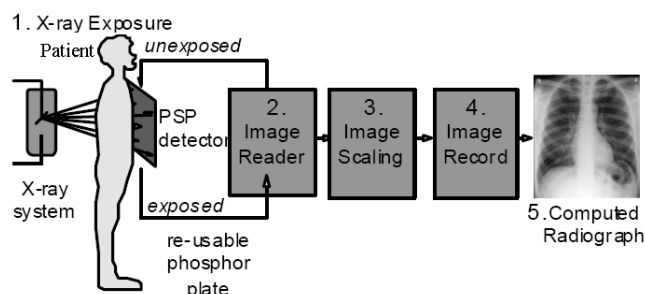 1. X-ray Exposure
Patient
unexposed
PSP
detector
X-ray
system
exposed
re-usable
phosphor
plate
2.
Image
Reader
3.
Image
Scaling
4.
Image
Record
5.Computed
Radiograph